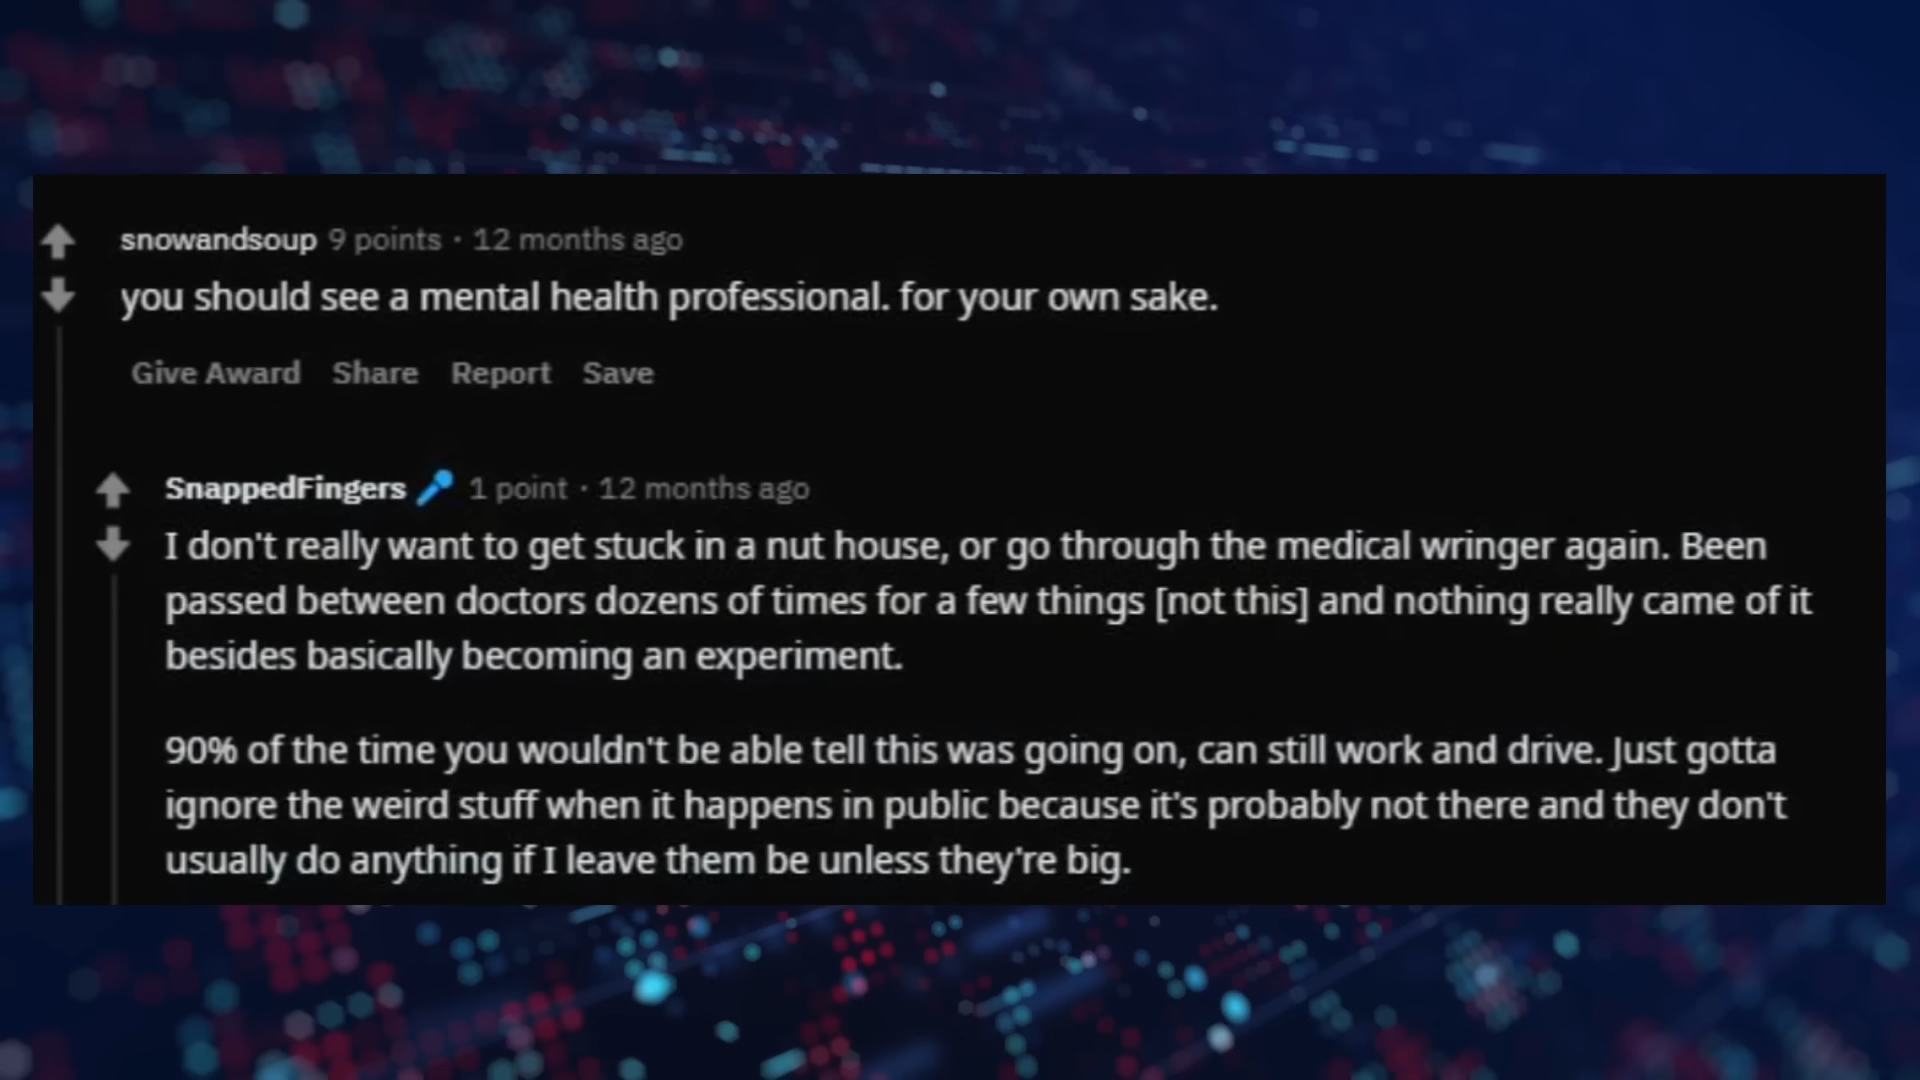 snowandsoup 9 points · 12 months ago
you should see a mental health professional. for your own sake.
Give Award Share Report Save
SnappedFingers 1 point · 12 months ago
I don't really want to get stuck in a nut house, or go through the medical wringer again. Been
passed between doctors dozens of times for a few things [not this] and nothing really came of it
besides basically becoming an experiment.
90% of the time you wouldn't be able tell this was going on, can still work and drive. Just gotta
ignore the weird stuff when it happens in public because it's probably not there and they don't
usually do anything if I leave them be unless they're big.